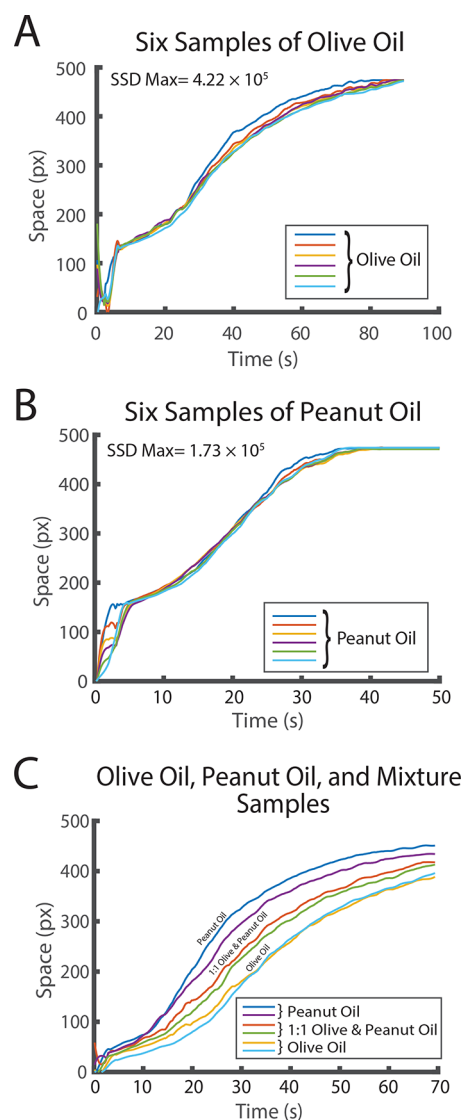 A
Six Samples of Olive Oil
SSD Max= 4.22 × 10⁵
500
400
300
200
100
0
Space (px)
Olive Oil
0 20 40 60 80 100
Time (s)
B
Six Samples of Peanut Oil
SSD Max= 1.73 × 10⁵
500
400
300
200
100
0
Space (px)
Peanut Oil
0 10 20 30 40 50
Time (s)
C
Olive Oil, Peanut Oil, and Mixture
Samples
500
400
300
200
100
0
Space (px)
Peanut Oil
1:1 Olive & Peanut Oil
Olive Oil
} Peanut Oil
} 1:1 Olive & Peanut Oil
} Olive Oil
0 10 20 30 40 50 60 70
Time (s)